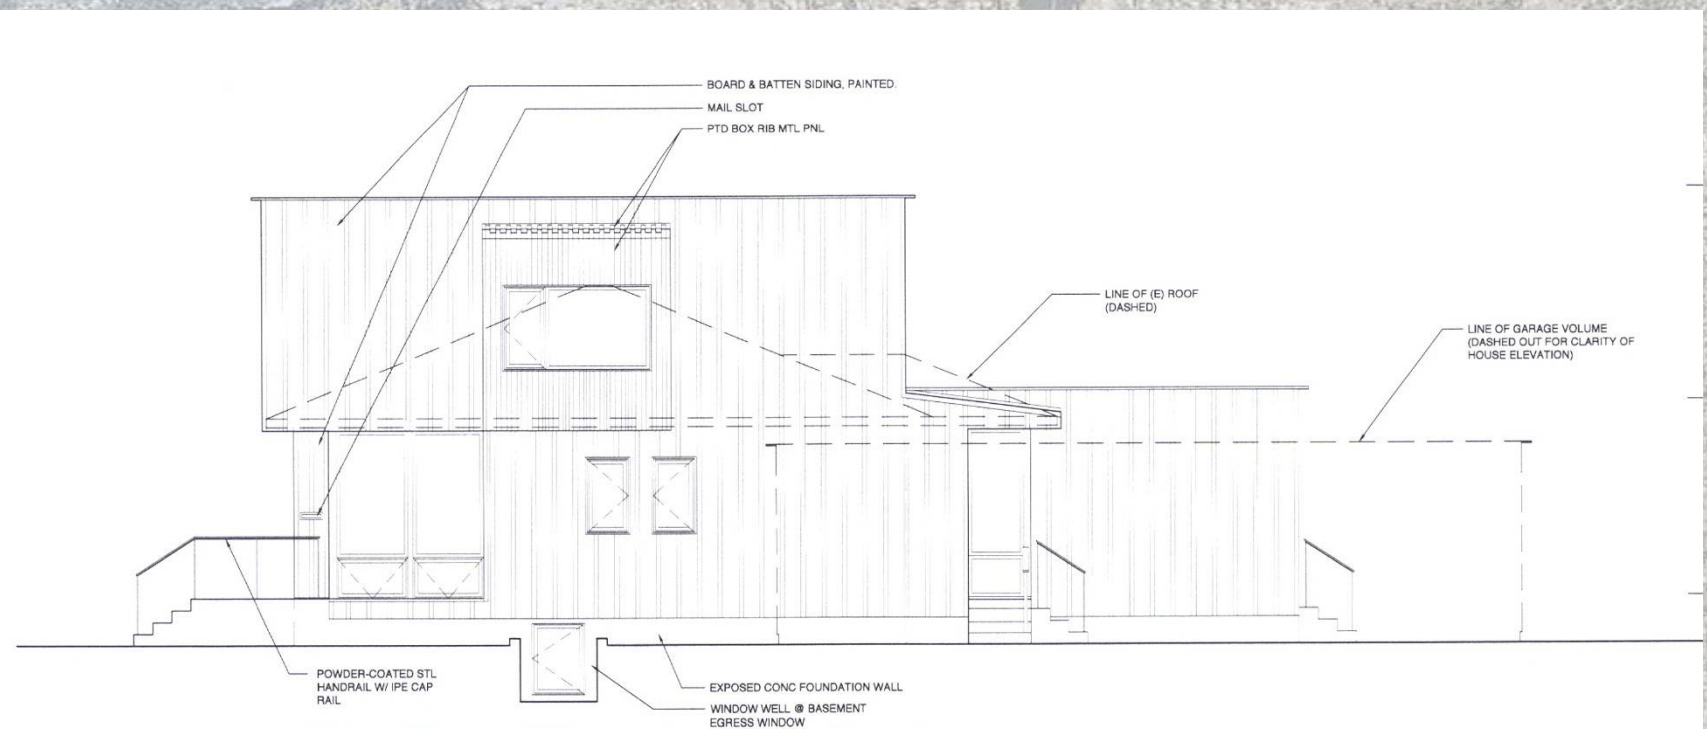 BOARD & BATTEN SIDING, PAINTED.
MAIL SLOT
PTD BOX RIB MTL PNL
LINE OF (E) ROOF
(DASHED)
LINE OF GARAGE VOLUME
(DASHED OUT FOR CLARITY OF
HOUSE ELEVATION)
POWDER-COATED STL
HANDRAIL W/ IPE CAP
RAIL
EXPOSED CONC FOUNDATION WALL
WINDOW WELL @ BASEMENT
EGRESS WINDOW